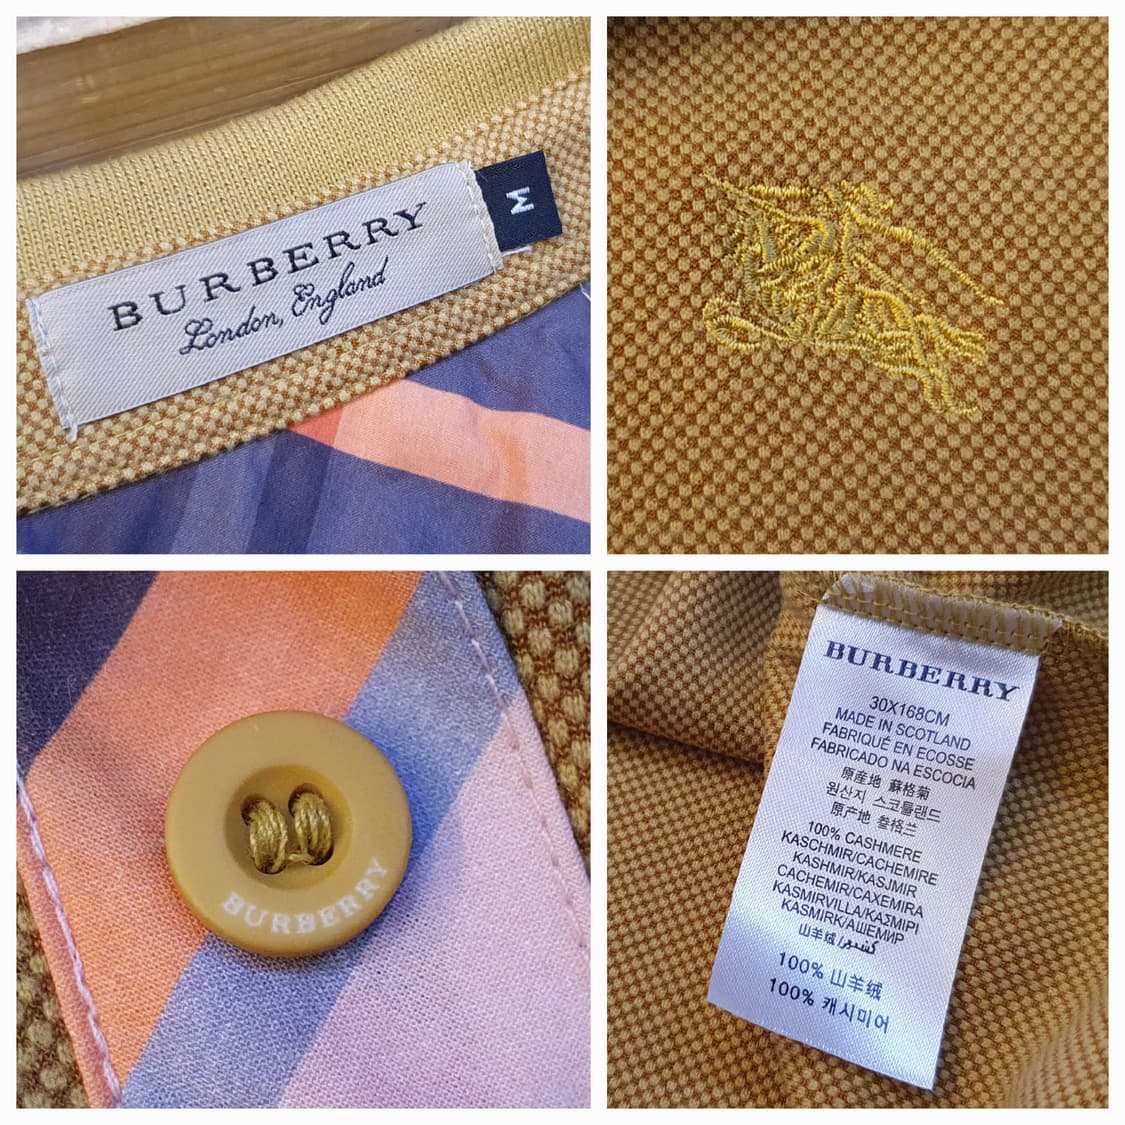 BURBERRY
London, England
M
BURBERRY
BURBERRY
30X168CM
MADE IN SCOTLAND
FABRIQUÉ EN ECOSSE
FABRICADO NA ESCOCIA
原産地 蘇格菊
원산지 스코틀랜드
原产地 참格兰
100% CASHMERE
KASCHMIR/CACHEMIRE
KASHMIR/KASJMIR
CACHEMIR/CAXEMIRA
KASMIRVILLA/ΚΑΣΜΙΡΙ
KASMIRK/АШЕМИР
山羊绒/كشمير
100% 山羊绒
100% 캐시미어